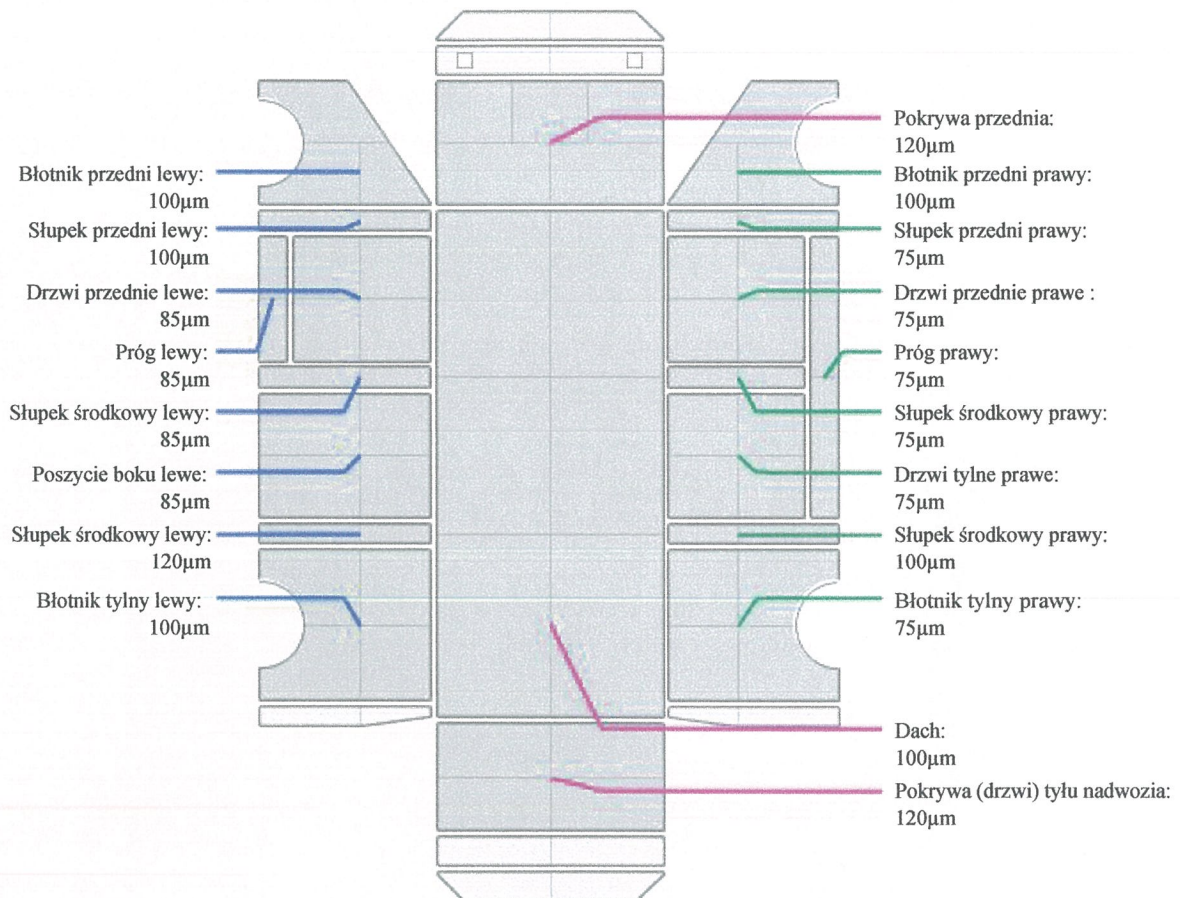 Błotnik przedni lewy:
100µm
Słupek przedni lewy:
100µm
Drzwi przednie lewe:
85µm
Próg lewy:
85µm
Słupek środkowy lewy:
85µm
Poszycie boku lewe:
85µm
Słupek środkowy lewy:
120µm
Błotnik tylny lewy:
100µm
Pokrywa przednia:
120µm
Błotnik przedni prawy:
100µm
Słupek przedni prawy:
75µm
Drzwi przednie prawe :
75µm
Próg prawy:
75µm
Słupek środkowy prawy:
75µm
Drzwi tylne prawe:
75µm
Słupek środkowy prawy:
100µm
Błotnik tylny prawy:
75µm
Dach:
100µm
Pokrywa (drzwi) tyłu nadwozia:
120µm